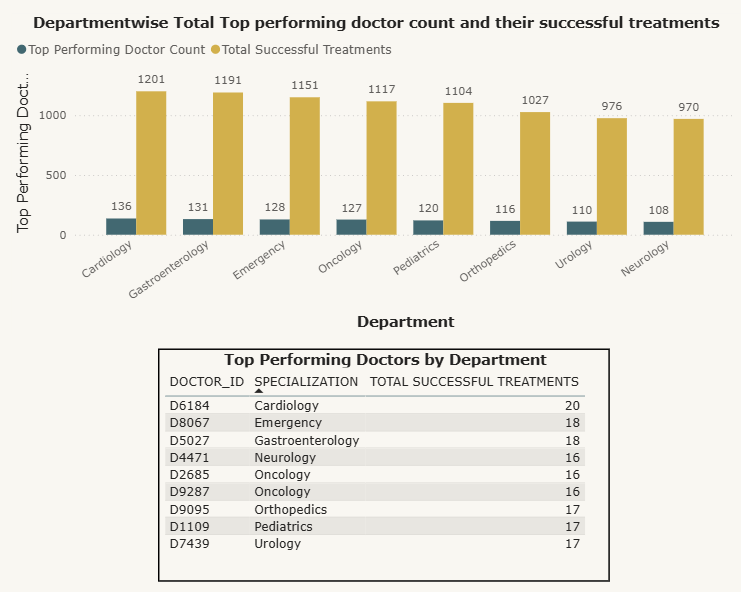 Departmentwise Total Top performing doctor count and their successful treatments
Top Performing Doctor Count Total Successful Treatments
Top Performing Doct...
1000
500
0
136 1201 131 1191 128 1151 127 1117 120 1104 116 1027 110 976 108 970
Cardiology Gastroenterology Emergency Oncology Pediatrics Orthopedics Urology Neurology
Department
Top Performing Doctors by Department
DOCTOR_ID SPECIALIZATION TOTAL SUCCESSFUL TREATMENTS
D6184 Cardiology 20
D8067 Emergency 18
D5027 Gastroenterology 18
D4471 Neurology 16
D2685 Oncology 16
D9287 Oncology 16
D9095 Orthopedics 17
D1109 Pediatrics 17
D7439 Urology 17